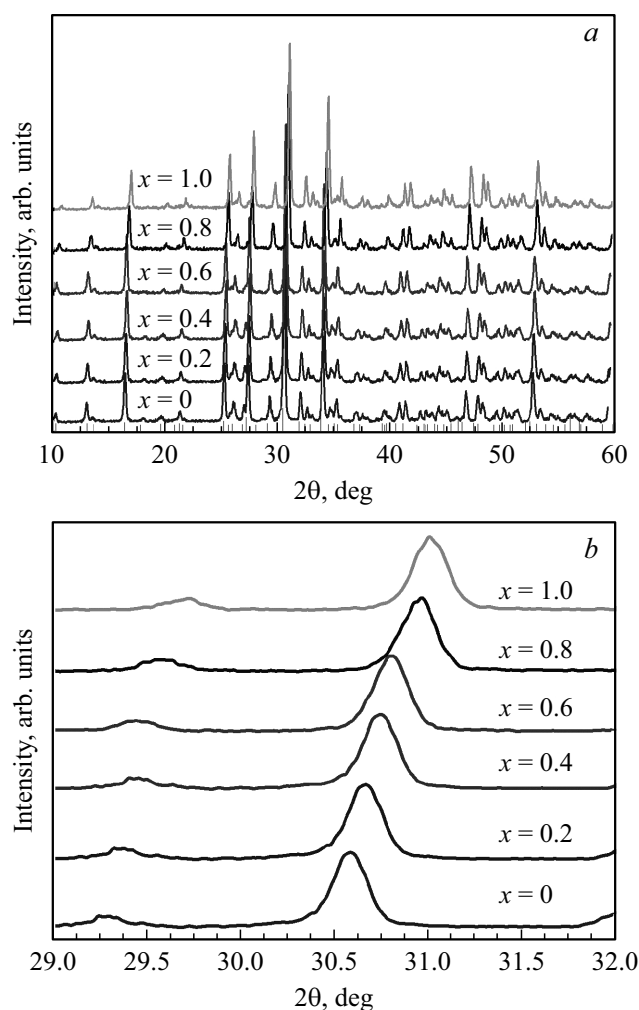 a
Intensity, arb. units
x = 1.0
x = 0.8
x = 0.6
x = 0.4
x = 0.2
x = 0
10 20 30 40 50 60
2θ, deg
b
Intensity, arb. units
x = 1.0
x = 0.8
x = 0.6
x = 0.4
x = 0.2
x = 0
29.0 29.5 30.0 30.5 31.0 31.5 32.0
2θ, deg